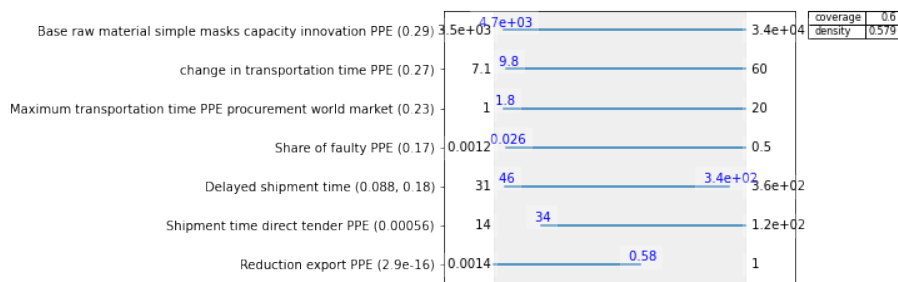 Base raw material simple masks capacity innovation PPE (0.29) 3.5e+03 4.7e+03 3.4e+04
coverage 0.6
density 0.579
change in transportation time PPE (0.27) 7.1 9.8 60
Maximum transportation time PPE procurement world market (0.23) 1 1.8 20
Share of faulty PPE (0.17) 0.0012 0.026 0.5
Delayed shipment time (0.088, 0.18) 31 46 3.4e+02 3.6e+02
Shipment time direct tender PPE (0.00056) 14 34 1.2e+02
Reduction export PPE (2.9e-16) 0.0014 0.58 1